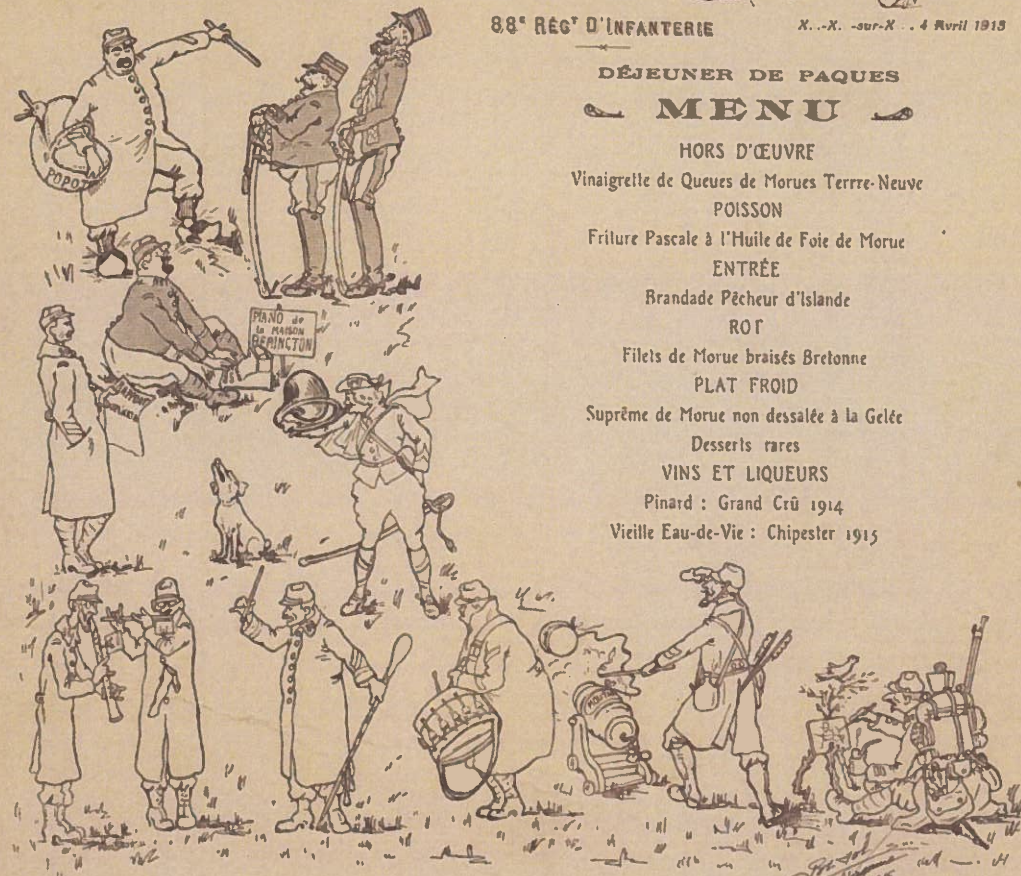 88e RÉGT D'INFANTERIE
X..-X. -sur-X... 4 Avril 1915
DÉJEUNER DE PAQUES
MENU
HORS D'ŒUVRE
Vinaigrette de Queues de Morues Terrre-Neuve
POISSON
Friture Pascale à l'Huile de Foie de Morue
ENTRÉE
Brandade Pêcheur d'Islande
ROT
Filets de Morue braisés Bretonne
PLAT FROID
Suprême de Morue non dessalée à la Gelée
Desserts rares
VINS ET LIQUEURS
Pinard : Grand Crû 1914
Vieille Eau-de-Vie : Chipester 1915
POPOTE
PIANO de
la MAISON
REMINGTON
RAPPORT